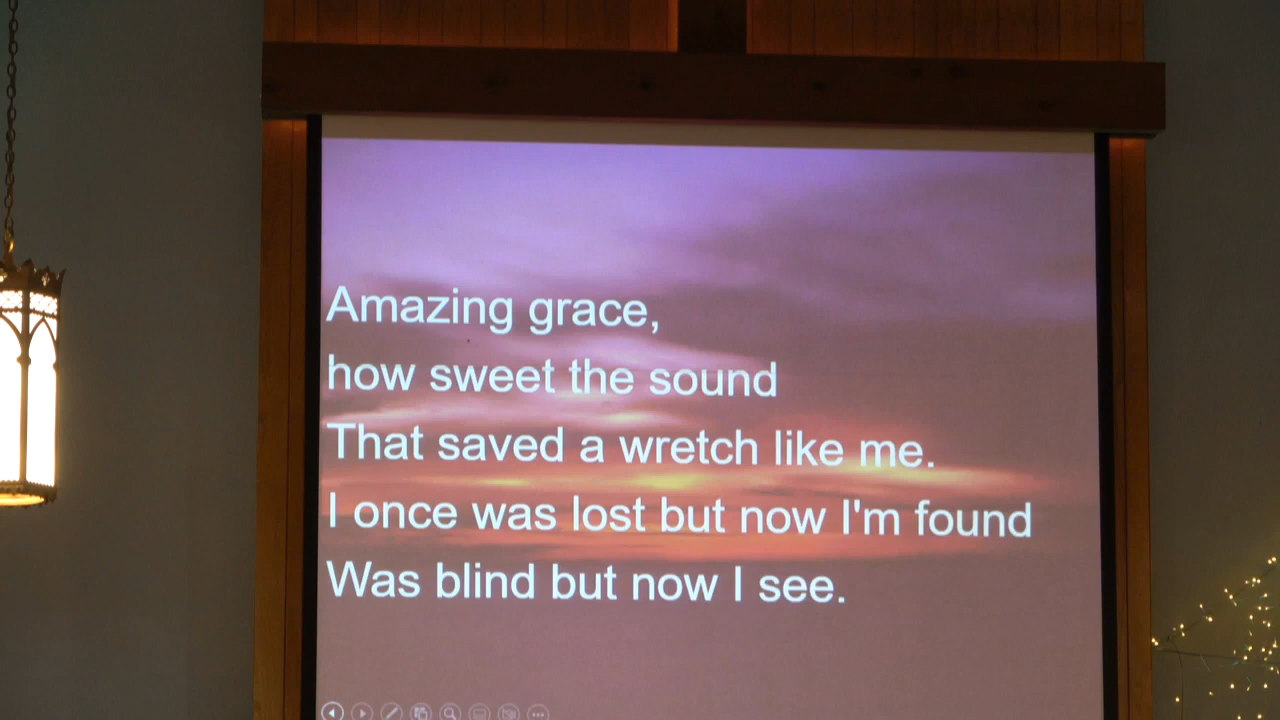 Amazing grace,
how sweet the sound
That saved a wretch like me.
I once was lost but now I'm found
Was blind but now I see.